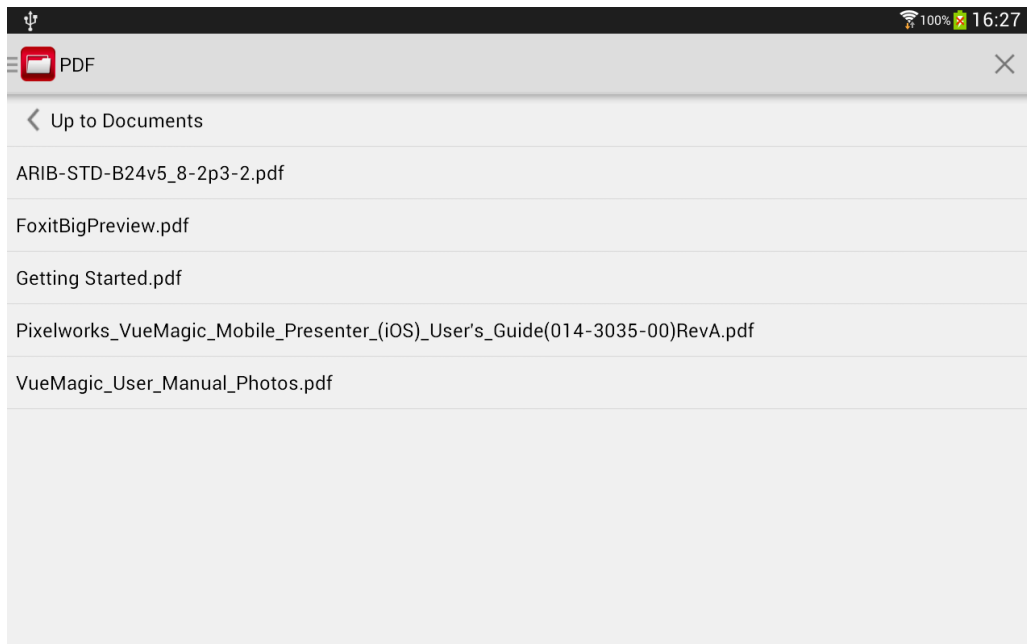 100% 16:27
PDF
Up to Documents
ARIB-STD-B24v5_8-2p3-2.pdf
FoxitBigPreview.pdf
Getting Started.pdf
Pixelworks_VueMagic_Mobile_Presenter_(iOS)_User's_Guide(014-3035-00)RevA.pdf
VueMagic_User_Manual_Photos.pdf